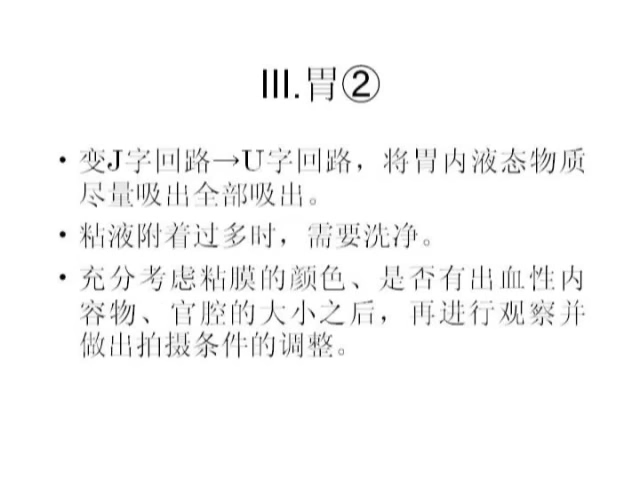 III.胃②
• 变J字回路→U字回路，将胃内液态物质
尽量吸出全部吸出。
• 粘液附着过多时，需要洗净。
• 充分考虑粘膜的颜色、是否有出血性内
容物、官腔的大小之后，再进行观察并
做出拍摄条件的调整。